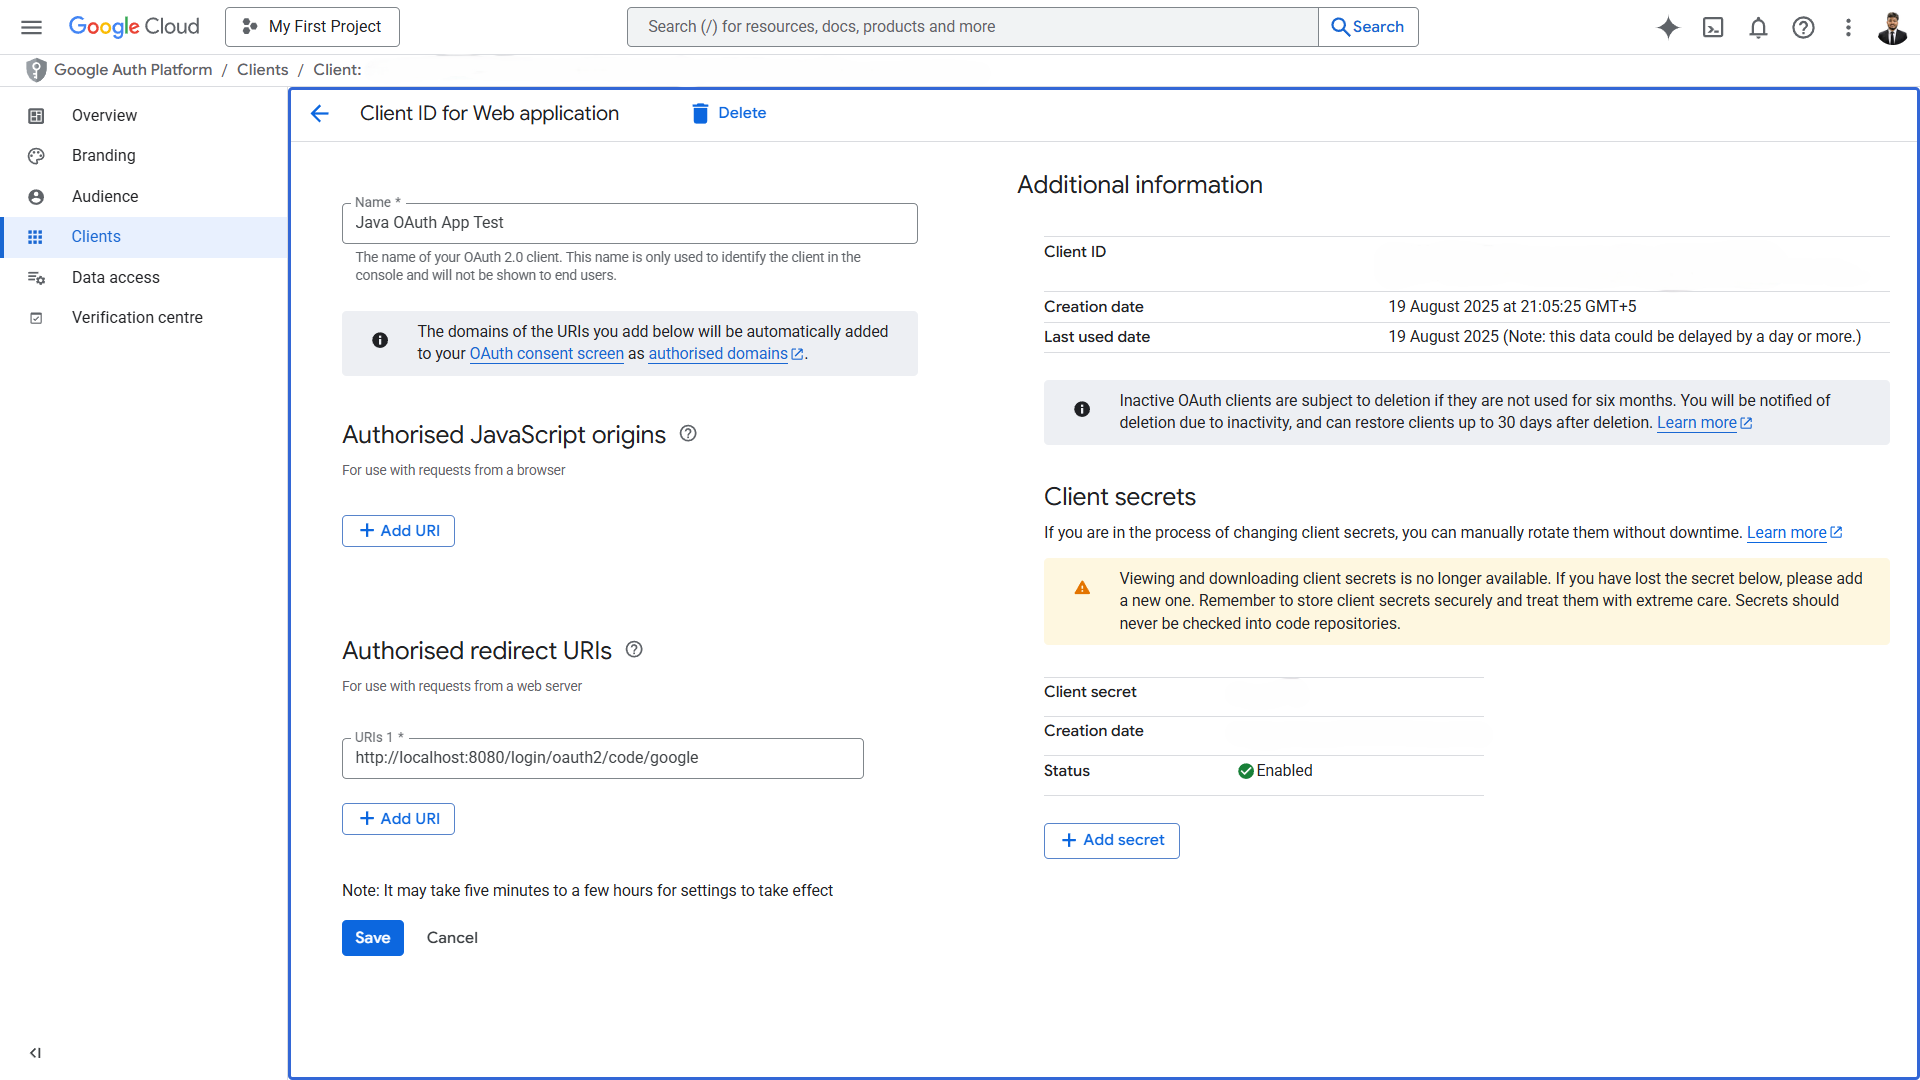 Google Cloud
My First Project
Search (/) for resources, docs, products and more
Search
Google Auth Platform / Clients / Client:
Overview
Branding
Audience
Clients
Data access
Verification centre
Client ID for Web application
Delete
Name *
Java OAuth App Test
The name of your OAuth 2.0 client. This name is only used to identify the client in the
console and will not be shown to end users.
The domains of the URIs you add below will be automatically added
to your OAuth consent screen as authorised domains.
Authorised JavaScript origins
For use with requests from a browser
Add URI
Authorised redirect URIs
For use with requests from a web server
URIs 1 *
http://localhost:8080/login/oauth2/code/google
Add URI
Note: It may take five minutes to a few hours for settings to take effect
Save
Cancel
Additional information
Client ID
Creation date 19 August 2025 at 21:05:25 GMT+5
Last used date 19 August 2025 (Note: this data could be delayed by a day or more.)
Inactive OAuth clients are subject to deletion if they are not used for six months. You will be notified of
deletion due to inactivity, and can restore clients up to 30 days after deletion. Learn more
Client secrets
If you are in the process of changing client secrets, you can manually rotate them without downtime. Learn more
Viewing and downloading client secrets is no longer available. If you have lost the secret below, please add
a new one. Remember to store client secrets securely and treat them with extreme care. Secrets should
never be checked into code repositories.
Client secret
Creation date
Status Enabled
Add secret